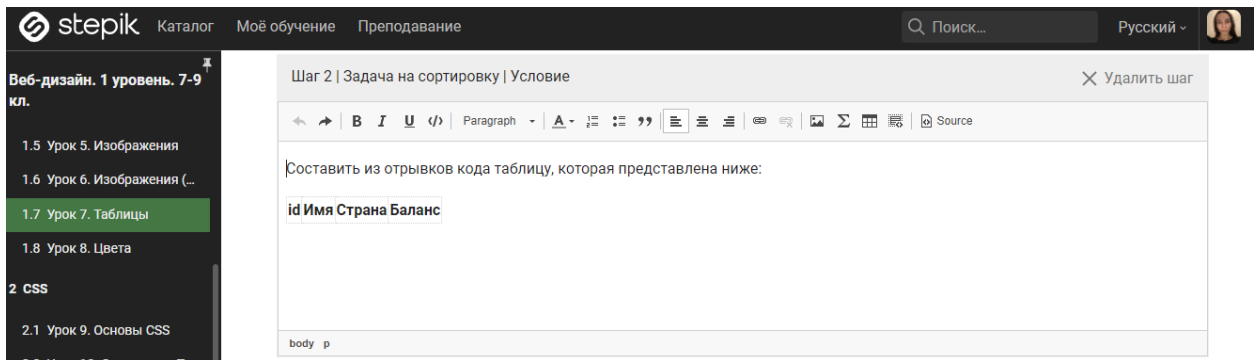 stepik Каталог Моё обучение Преподавание Поиск... Русский
Веб-дизайн. 1 уровень. 7-9 кл.
1.5 Урок 5. Изображения
1.6 Урок 6. Изображения (...
1.7 Урок 7. Таблицы
1.8 Урок 8. Цвета
2 CSS
2.1 Урок 9. Основы CSS
Шаг 2 | Задача на сортировку | Условие Удалить шаг
B I U </> Paragraph A Source
Составить из отрывков кода таблицу, которая представлена ниже:
id Имя Страна Баланс
body p